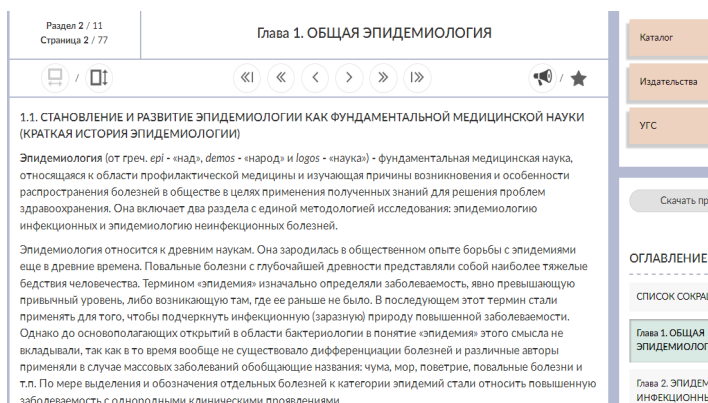 Раздел 2 / 11
Страница 2 / 77
Глава 1. ОБЩАЯ ЭПИДЕМИОЛОГИЯ
/
/
1.1. СТАНОВЛЕНИЕ И РАЗВИТИЕ ЭПИДЕМИОЛОГИИ КАК ФУНДАМЕНТАЛЬНОЙ МЕДИЦИНСКОЙ НАУКИ
(КРАТКАЯ ИСТОРИЯ ЭПИДЕМИОЛОГИИ)
Эпидемиология (от греч. epi - «над», demos - «народ» и logos - «наука») - фундаментальная медицинская наука,
относящаяся к области профилактической медицины и изучающая причины возникновения и особенности
распространения болезней в обществе в целях применения полученных знаний для решения проблем
здравоохранения. Она включает два раздела с единой методологией исследования: эпидемиологию
инфекционных и эпидемиологию неинфекционных болезней.
Эпидемиология относится к древним наукам. Она зародилась в общественном опыте борьбы с эпидемиями
еще в древние времена. Повальные болезни с глубочайшей древности представляли собой наиболее тяжелые
бедствия человечества. Термином «эпидемия» изначально определяли заболеваемость, явно превышающую
привычный уровень, либо возникающую там, где ее раньше не было. В последующем этот термин стали
применять для того, чтобы подчеркнуть инфекционную (заразную) природу повышенной заболеваемости.
Однако до основополагающих открытий в области бактериологии в понятие «эпидемия» этого смысла не
вкладывали, так как в то время вообще не существовало дифференциации болезней и различные авторы
применяли в случае массовых заболеваний обобщающие названия: чума, мор, поветрие, повальные болезни и
т.п. По мере выделения и обозначения отдельных болезней к категории эпидемий стали относить повышенную
заболеваемость с однородными клиническими проявлениями.
Каталог
Издательства
УГС
Скачать пр
ОГЛАВЛЕНИЕ
СПИСОК СОКРАЩ
Глава 1. ОБЩАЯ
ЭПИДЕМИОЛОГ
Глава 2. ЭПИДЕМ
ИНФЕКЦИОННЫ